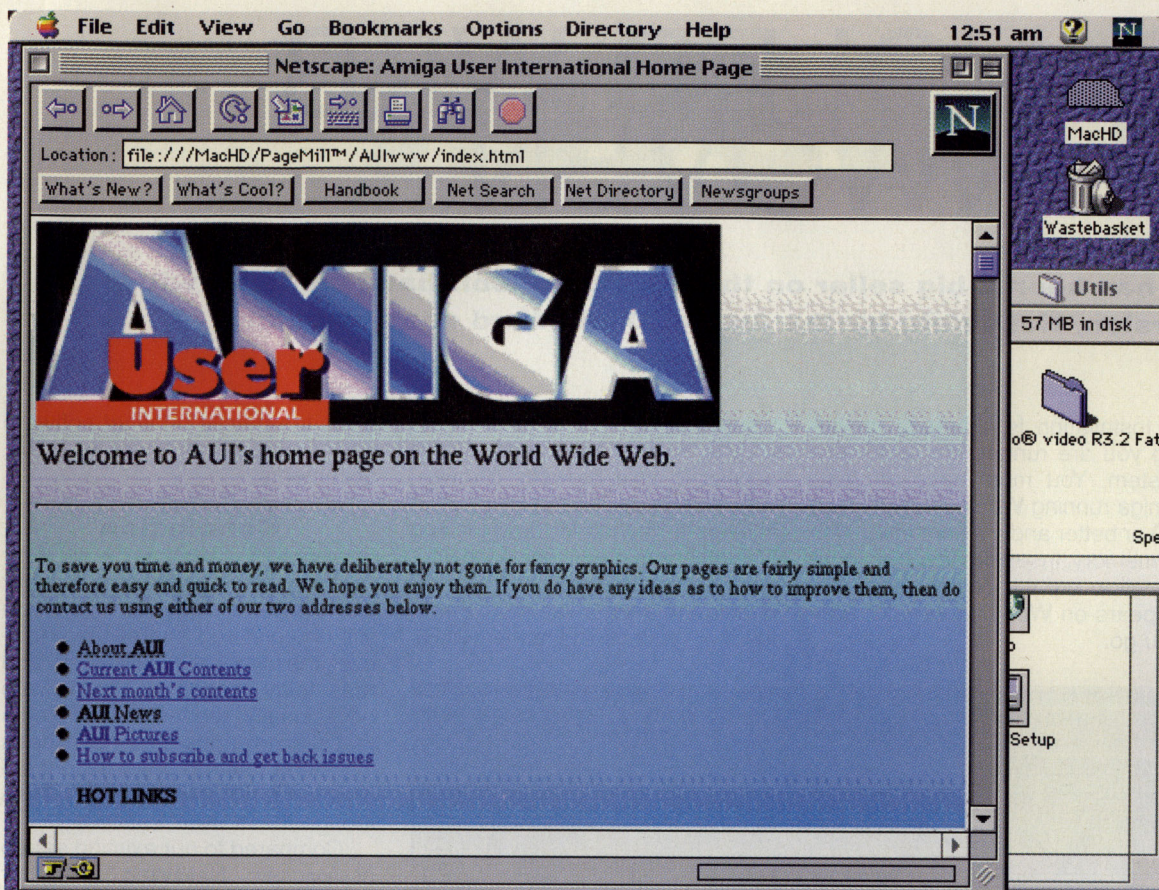 File Edit View Go Bookmarks Options Directory Help 12:51 am
Netscape: Amiga User International Home Page
N
MacHD
Location: file:///MacHD/PageMill™/AUIwww/index.html
What's New? What's Cool? Handbook Net Search Net Directory Newsgroups
Wastebasket
Utils
57 MB in disk
AMIGA
User
INTERNATIONAL
o® video R3.2 Fat
Welcome to AUI's home page on the World Wide Web.
Spe
To save you time and money, we have deliberately not gone for fancy graphics. Our pages are fairly simple and
therefore easy and quick to read. We hope you enjoy them. If you do have any ideas as to how to improve them, then do
contact us using either of our two addresses below.
About AUI
Current AUI Contents
Next month's contents
AUI News
AUI Pictures
How to subscribe and get back issues
Setup
HOT LINKS